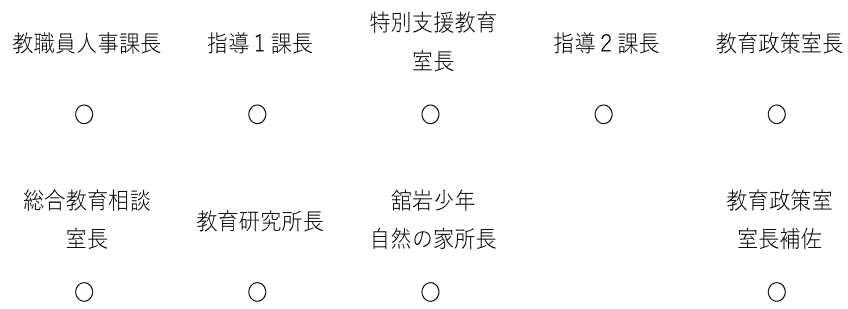 教職員人事課長 指導1課長 特別支援教育 指導2課長 教育政策室長
室長
○ ○ ○ ○ ○
総合教育相談 教育研究所長 舘岩少年 教育政策室
室長 自然の家所長 室長補佐
○ ○ ○ ○